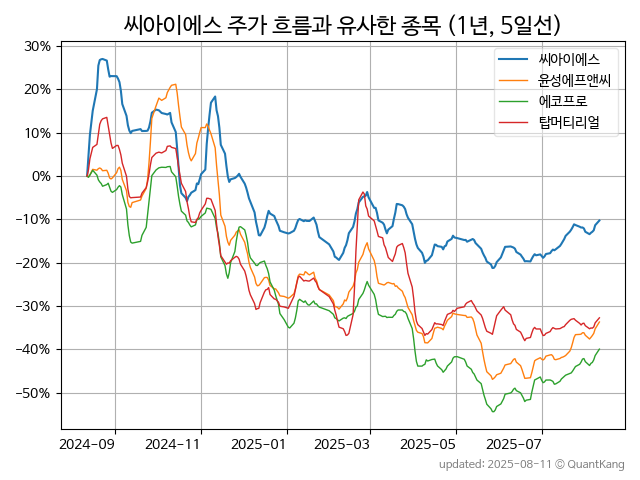 씨아이에스 주가 흐름과 유사한 종목 (1년, 5일선)
30%
20%
10%
0%
−10%
−20%
−30%
−40%
−50%
씨아이에스
윤성에프앤씨
에코프로
탑머티리얼
2024-09
2024-11
2025-01
2025-03
2025-05
2025-07
updated: 2025-08-11 © QuantKang